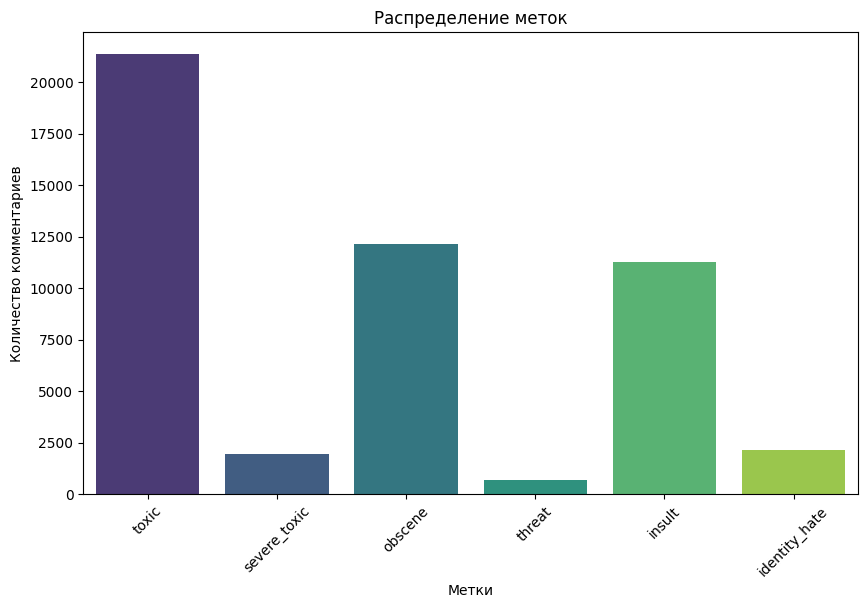 Распределение меток
Количество комментариев
20000
17500
15000
12500
10000
7500
5000
2500
0
toxic
severe_toxic
obscene
threat
insult
identity_hate
Метки